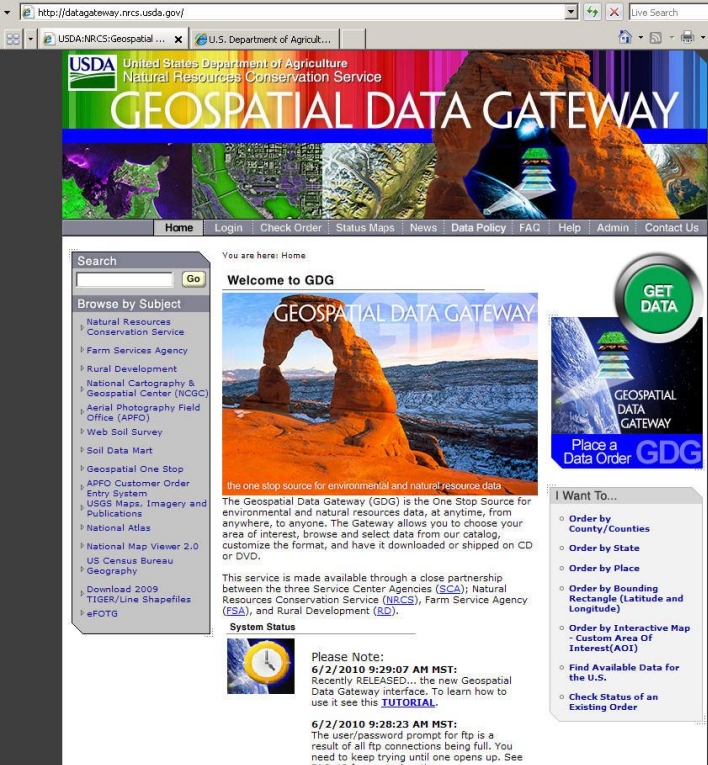 http://datagateway.nrcs.usda.gov/
Live Search
USDA:NRCS:Geospatial ...
U.S. Department of Agricult...
USDA
United States Department of Agriculture
Natural Resources Conservation Service
GEOSPATIAL DATA GATEWAY
Home Login Check Order Status Maps News Data Policy FAQ Help Admin Contact Us
Search
Go
Browse by Subject
Natural Resources
Conservation Service
Farm Services Agency
Rural Development
National Cartography &
Geospatial Center (NCGC)
Aerial Photography Field
Office (APFO)
Web Soil Survey
Soil Data Mart
Geospatial One Stop
APFO Customer Order
Entry System
USGS Maps, Imagery and
Publications
National Atlas
National Map Viewer 2.0
US Census Bureau
Geography
Download 2009
TIGER/Line Shapefiles
eFOTG
You are here: Home
Welcome to GDG
GDG
GEOSPATIAL DATA GATEWAY
the one stop source for environmental and natural resource data
The Geospatial Data Gateway (GDG) is the One Stop Source for
environmental and natural resources data, at anytime, from
anywhere, to anyone. The Gateway allows you to choose your
area of interest, browse and select data from our catalog,
customize the format, and have it downloaded or shipped on CD
or DVD.
This service is made available through a close partnership
between the three Service Center Agencies (SCA); Natural
Resources Conservation Service (NRCS), Farm Service Agency
(FSA), and Rural Development (RD).
System Status
Please Note:
6/2/2010 9:29:07 AM MST:
Recently RELEASED... the new Geospatial
Data Gateway interface. To learn how to
use it see this TUTORIAL.
6/2/2010 9:28:23 AM MST:
The user/password prompt for ftp is a
result of all ftp connections being full. You
need to keep trying until one opens up. See
GET
DATA
GEOSPATIAL
DATA
GATEWAY
Place a
Data Order GDG
I Want To...
Order by
County/Counties
Order by State
Order by Place
Order by Bounding
Rectangle (Latitude and
Longitude)
Order by Interactive Map
- Custom Area Of
Interest(AOI)
Find Available Data for
the U.S.
Check Status of an
Existing Order